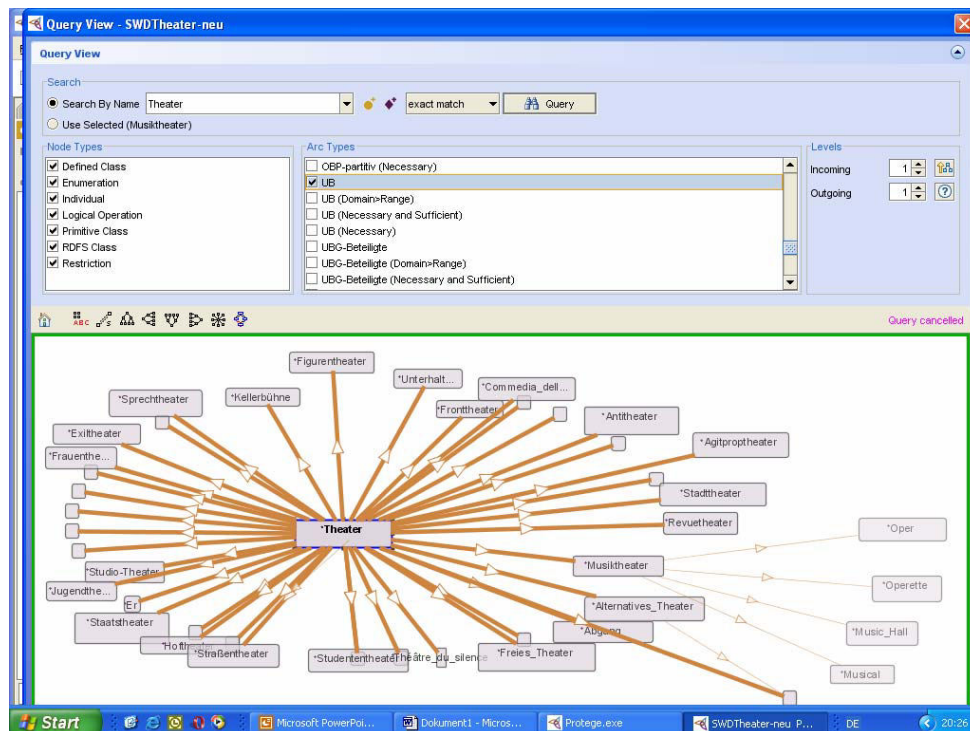 Query View - SWDTheater-neu
Query View
Search
Search By Name Theater exact match Query
Use Selected (Musiktheater)
Node Types Arc Types Levels
Defined Class OBP-partitiv (Necessary) Incoming 1
Enumeration UB Outgoing 1
Individual UB (Domain>Range)
Logical Operation UB (Necessary and Sufficient)
Primitive Class UB (Necessary)
RDFS Class UBG-Beteiligte
Restriction UBG-Beteiligte (Domain>Range)
UBG-Beteiligte (Necessary and Sufficient)
ABC S Query cancelled
*Figurentheater
*Unterhalt...
*Commedia_dell...
*Sprechtheater
*Kellerbühne
*Fronttheater
*Antitheater
*Exiltheater
*Agitproptheater
*Frauenthe...
*Stadttheater
*Theater
*Revuetheater
*Oper
*Musiktheater
*Studio-Theater
*Operette
*Jugendthe...
*Er
*Alternatives_Theater
*Staatstheater
*Abgang
*Music_Hall
*Straßentheater
*Freies_Theater
*Studententheater
Théâtre_du_silence
*Musical
Start Microsoft PowerPoi... Dokument1 - Micros... Protege.exe SWDTheater-neu P... DE 20:26